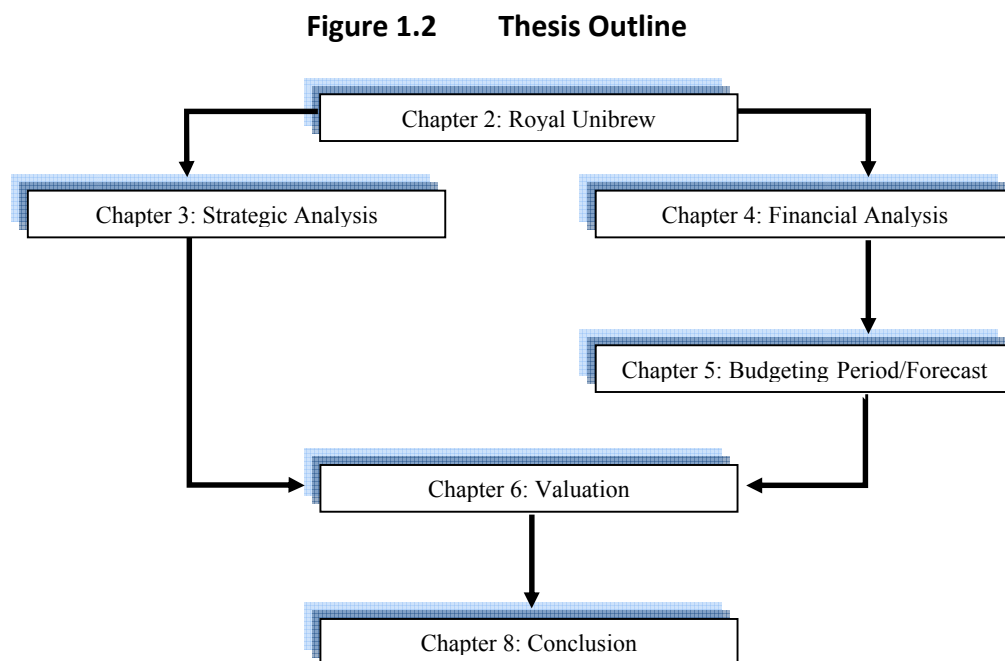 Figure 1.2 Thesis Outline
Chapter 2: Royal Unibrew
Chapter 3: Strategic Analysis
Chapter 4: Financial Analysis
Chapter 5: Budgeting Period/Forecast
Chapter 6: Valuation
Chapter 8: Conclusion